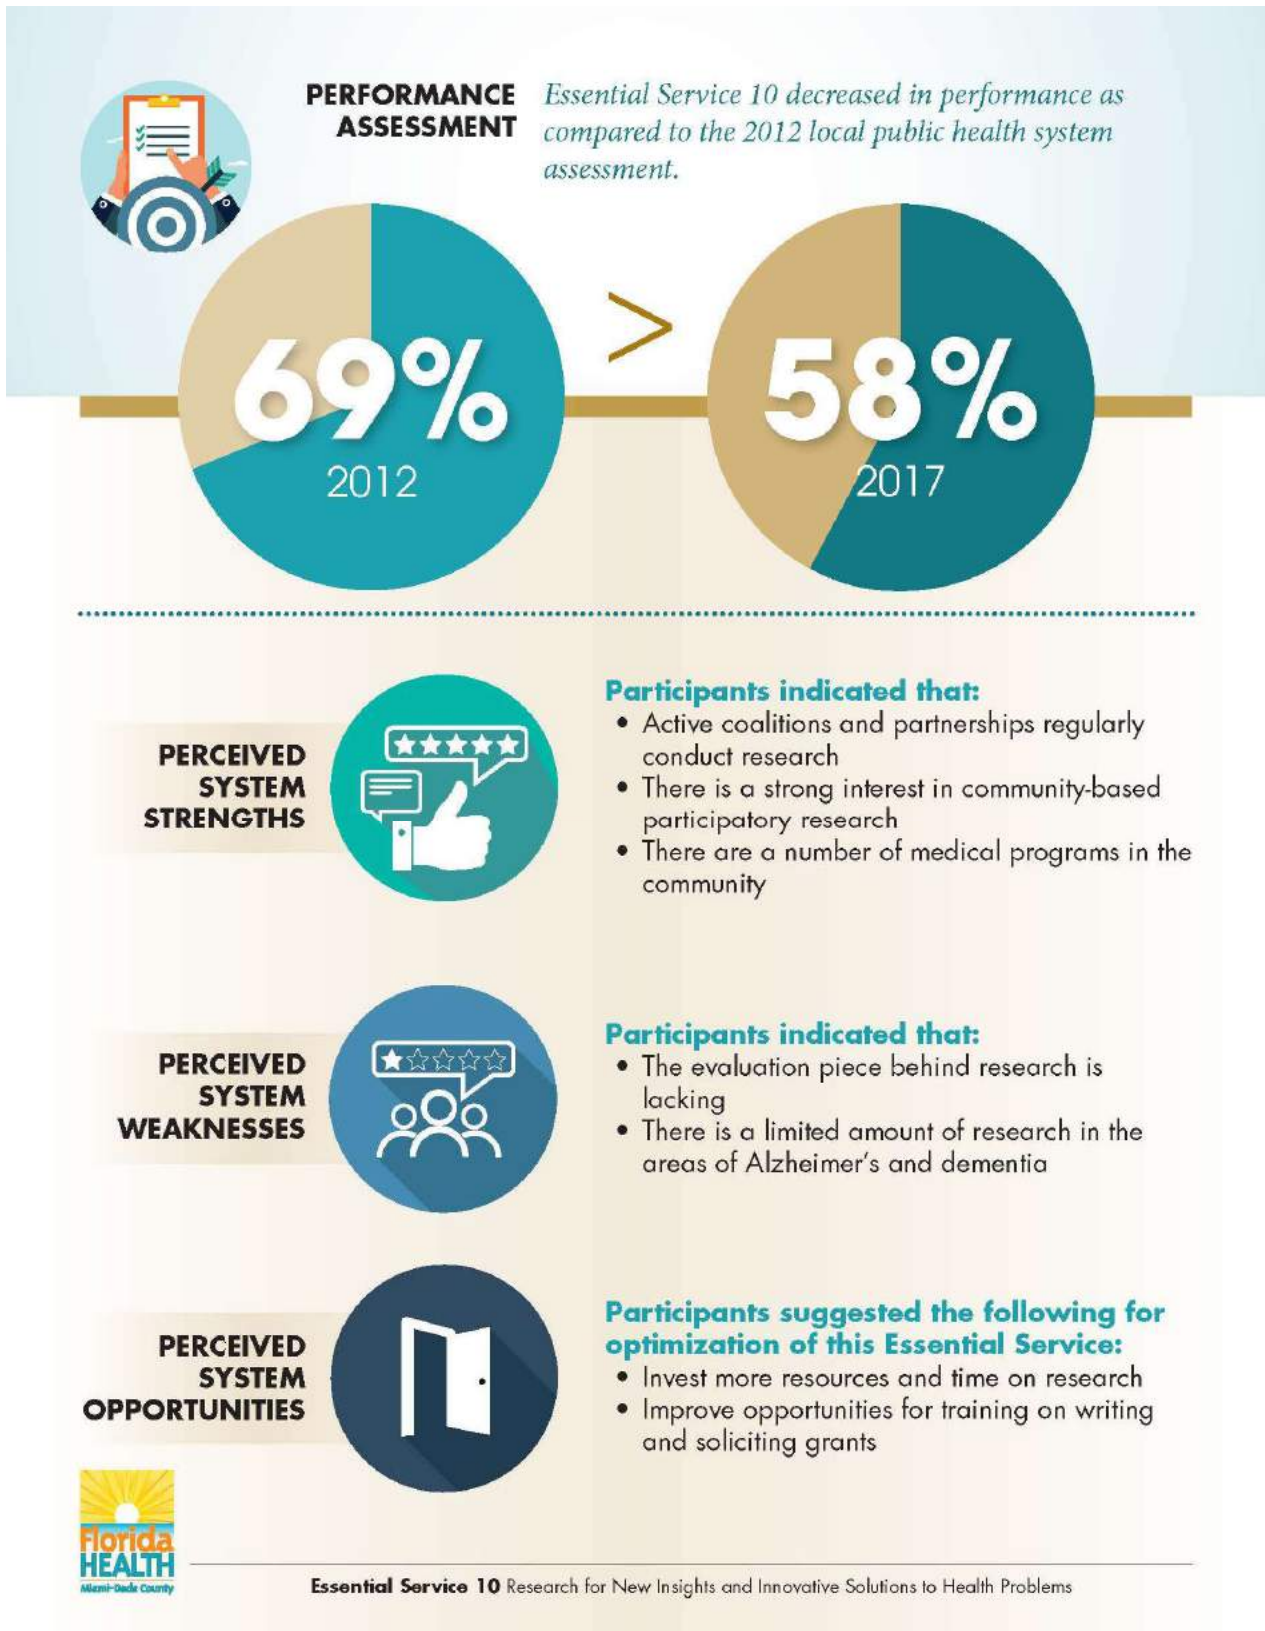 PERFORMANCE
ASSESSMENT
Essential Service 10 decreased in performance as
compared to the 2012 local public health system
assessment.
69%
2012
>
58%
2017
PERCEIVED
SYSTEM
STRENGTHS
Participants indicated that:
• Active coalitions and partnerships regularly
conduct research
• There is a strong interest in community-based
participatory research
• There are a number of medical programs in the
community
PERCEIVED
SYSTEM
WEAKNESSES
Participants indicated that:
• The evaluation piece behind research is
lacking
• There is a limited amount of research in the
areas of Alzheimer's and dementia
PERCEIVED
SYSTEM
OPPORTUNITIES
Participants suggested the following for
optimization of this Essential Service:
• Invest more resources and time on research
• Improve opportunities for training on writing
and soliciting grants
Florida
HEALTH
Miami-Dade County
Essential Service 10 Research for New Insights and Innovative Solutions to Health Problems